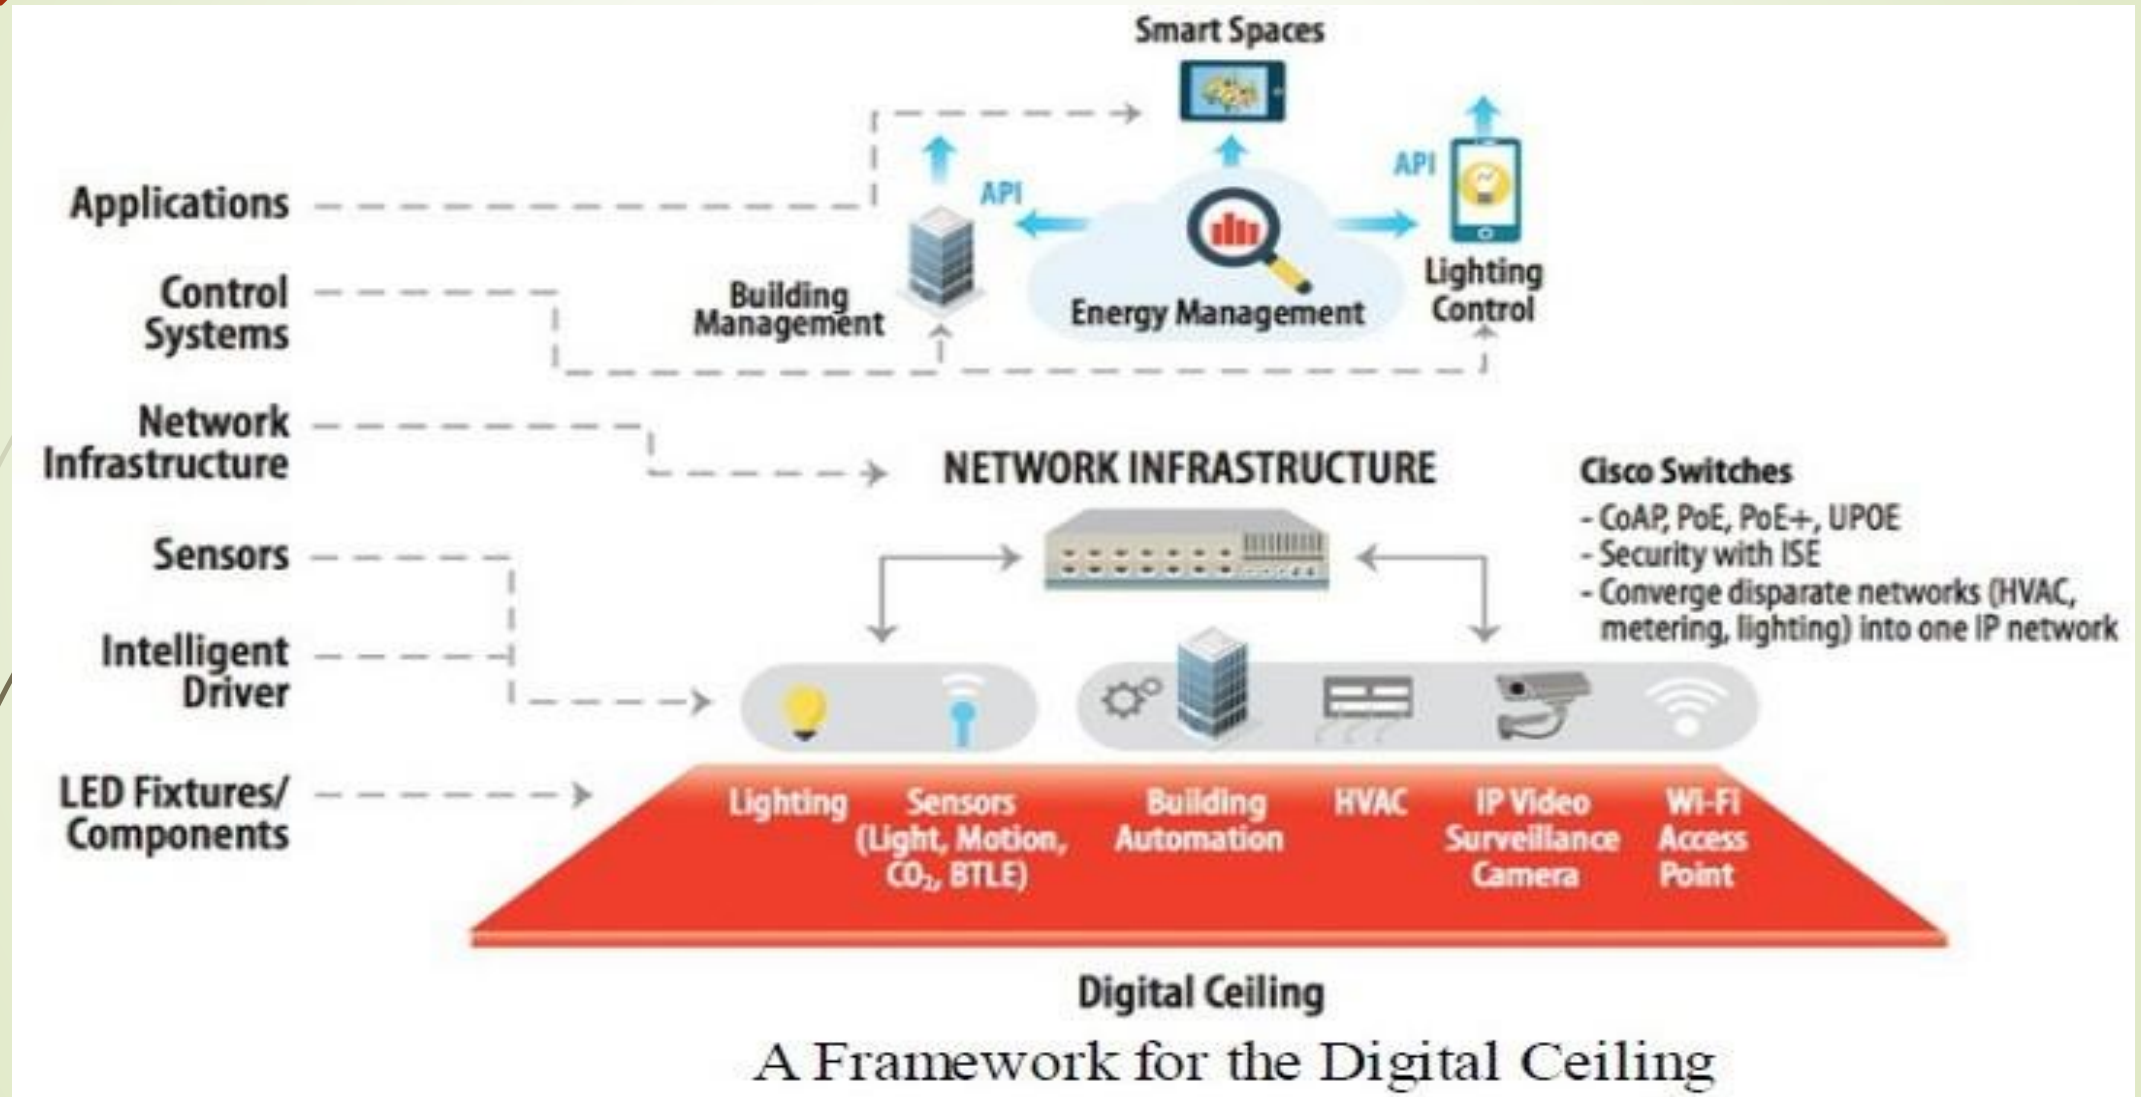 Smart Spaces
API
API
Applications
Control
Systems
Building
Management
Energy Management
Lighting
Control
Network
Infrastructure
NETWORK INFRASTRUCTURE
Cisco Switches
- CoAP, PoE, PoE+, UPOE
- Security with ISE
- Converge disparate networks (HVAC,
metering, lighting) into one IP network
Sensors
Intelligent
Driver
LED Fixtures/
Components
Lighting
Sensors
(Light, Motion,
CO₂, BTLE)
Building
Automation
HVAC
IP Video
Surveillance
Camera
Wi-Fi
Access
Point
Digital Ceiling
A Framework for the Digital Ceiling